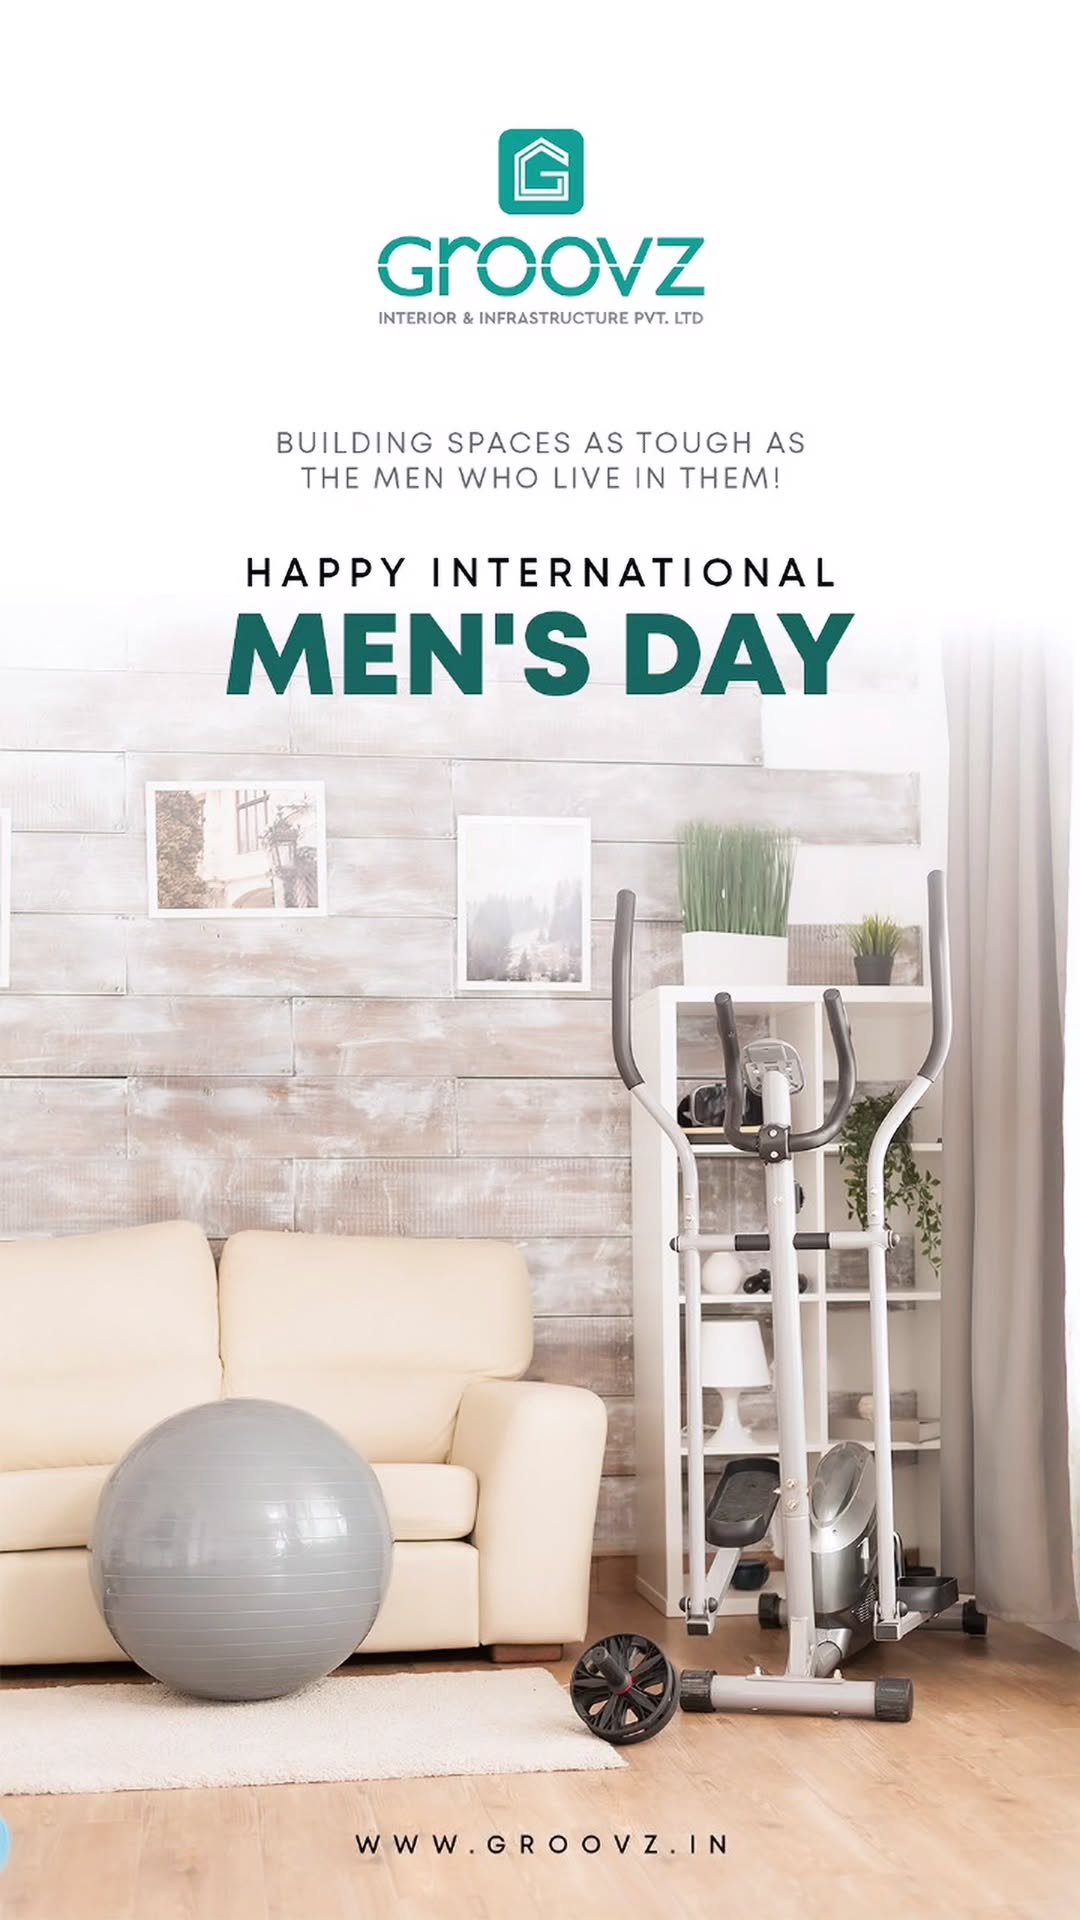 Groovz
INTERIOR & INFRASTRUCTURE PVT. LTD
BUILDING SPACES AS TOUGH AS
THE MEN WHO LIVE IN THEM!
HAPPY INTERNATIONAL
MEN'S DAY
WWW.GROOVZ.IN